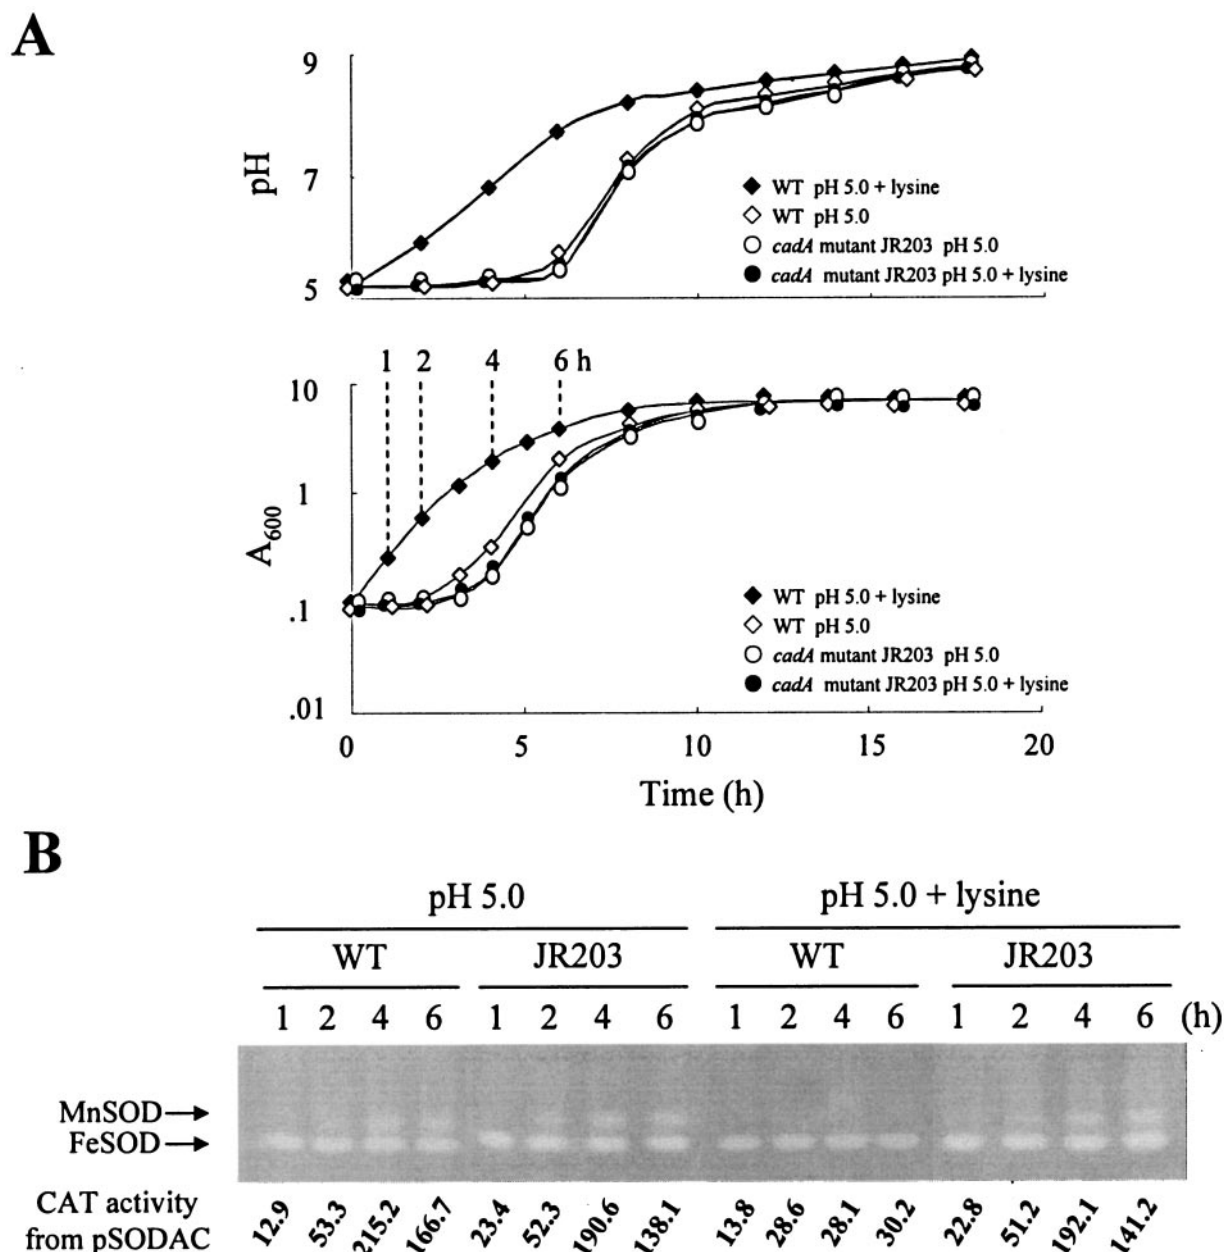 A
9
7
5
pH
WT pH 5.0 + lysine
WT pH 5.0
cadA mutant JR203 pH 5.0
cadA mutant JR203 pH 5.0 + lysine
1 2 4 6 h
10
1
.1
.01
A600
WT pH 5.0 + lysine
WT pH 5.0
cadA mutant JR203 pH 5.0
cadA mutant JR203 pH 5.0 + lysine
0 5 10 15 20
Time (h)
B
pH 5.0 pH 5.0 + lysine
WT JR203 WT JR203
1 2 4 6 1 2 4 6 1 2 4 6 1 2 4 6 (h)
MnSOD
FeSOD
CAT activity
from pSODAC
12.9 53.3 215.2 166.7 23.4 52.3 190.6 138.1 13.8 28.6 28.1 30.2 22.8 51.2 192.1 141.2